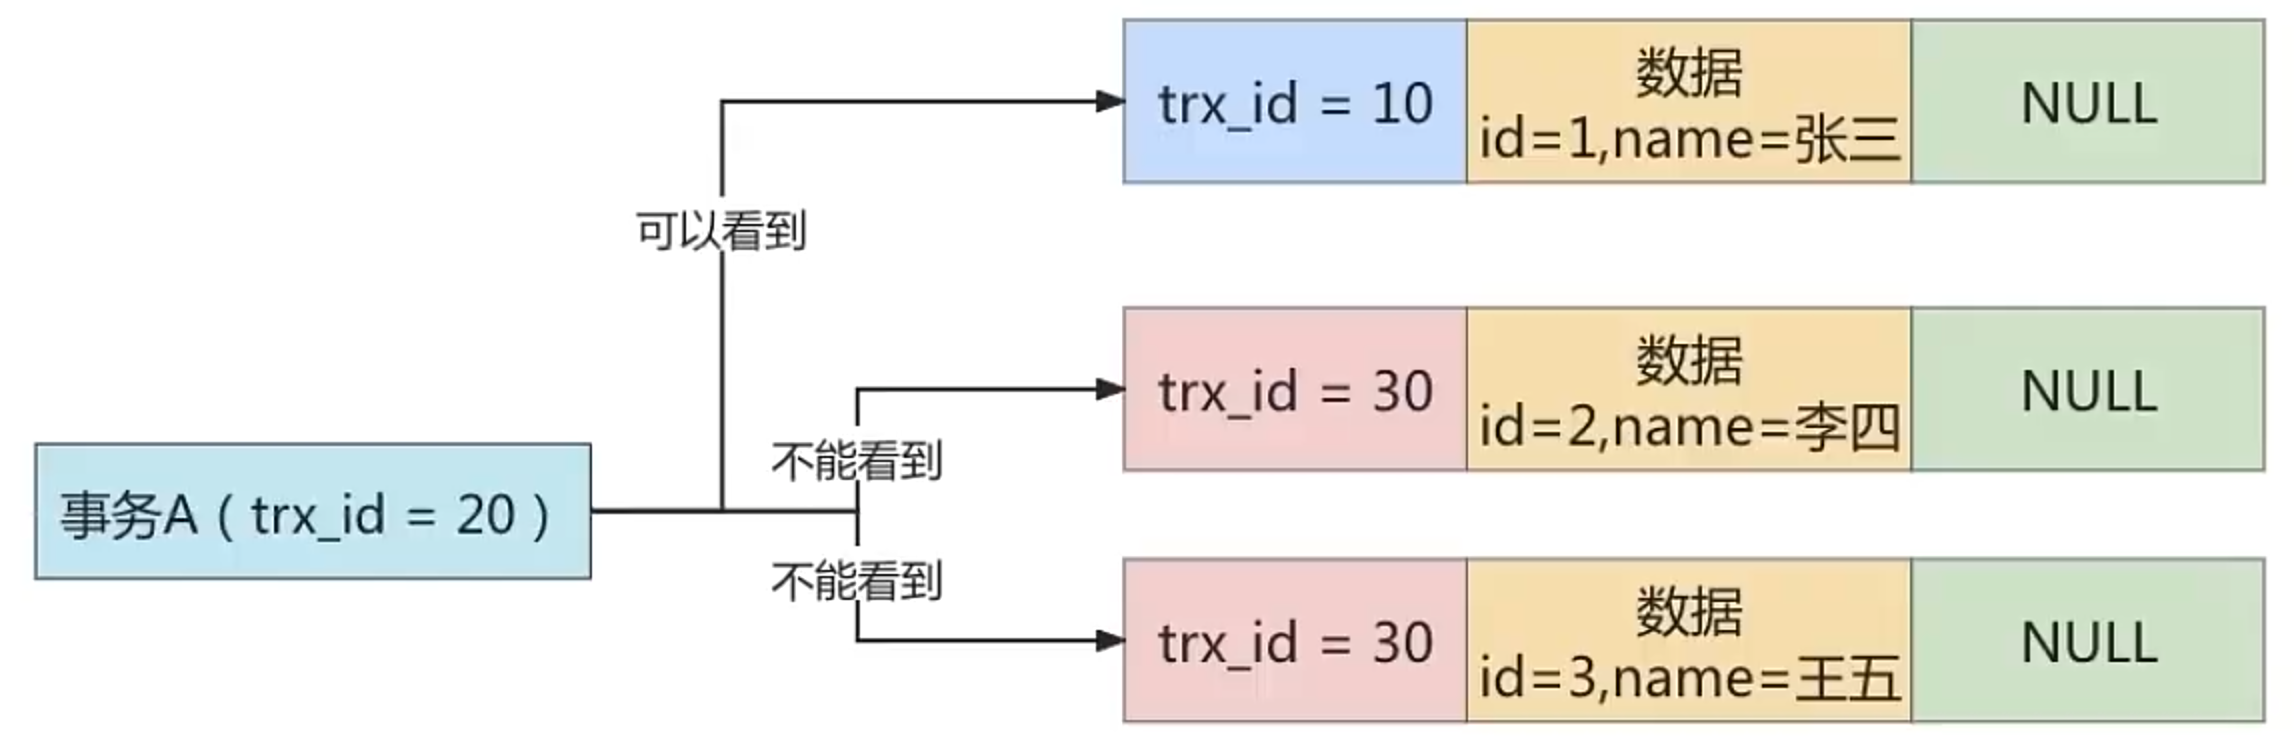 trx_id = 10
数据
id=1,name=张三
NULL
可以看到
trx_id = 30
数据
id=2,name=李四
NULL
不能看到
事务A ( trx_id = 20 )
不能看到
trx_id = 30
数据
id=3,name=王五
NULL